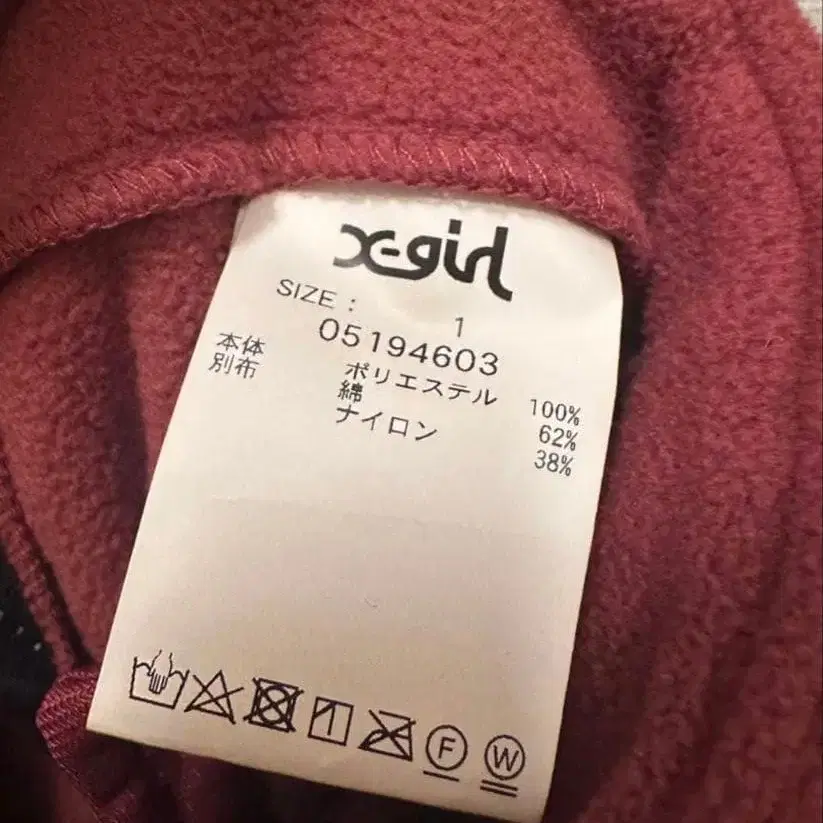 X-girl
SIZE : 1
05194603
本体 ポリエステル 100%
別布 綿 62%
ナイロン 38%
F W